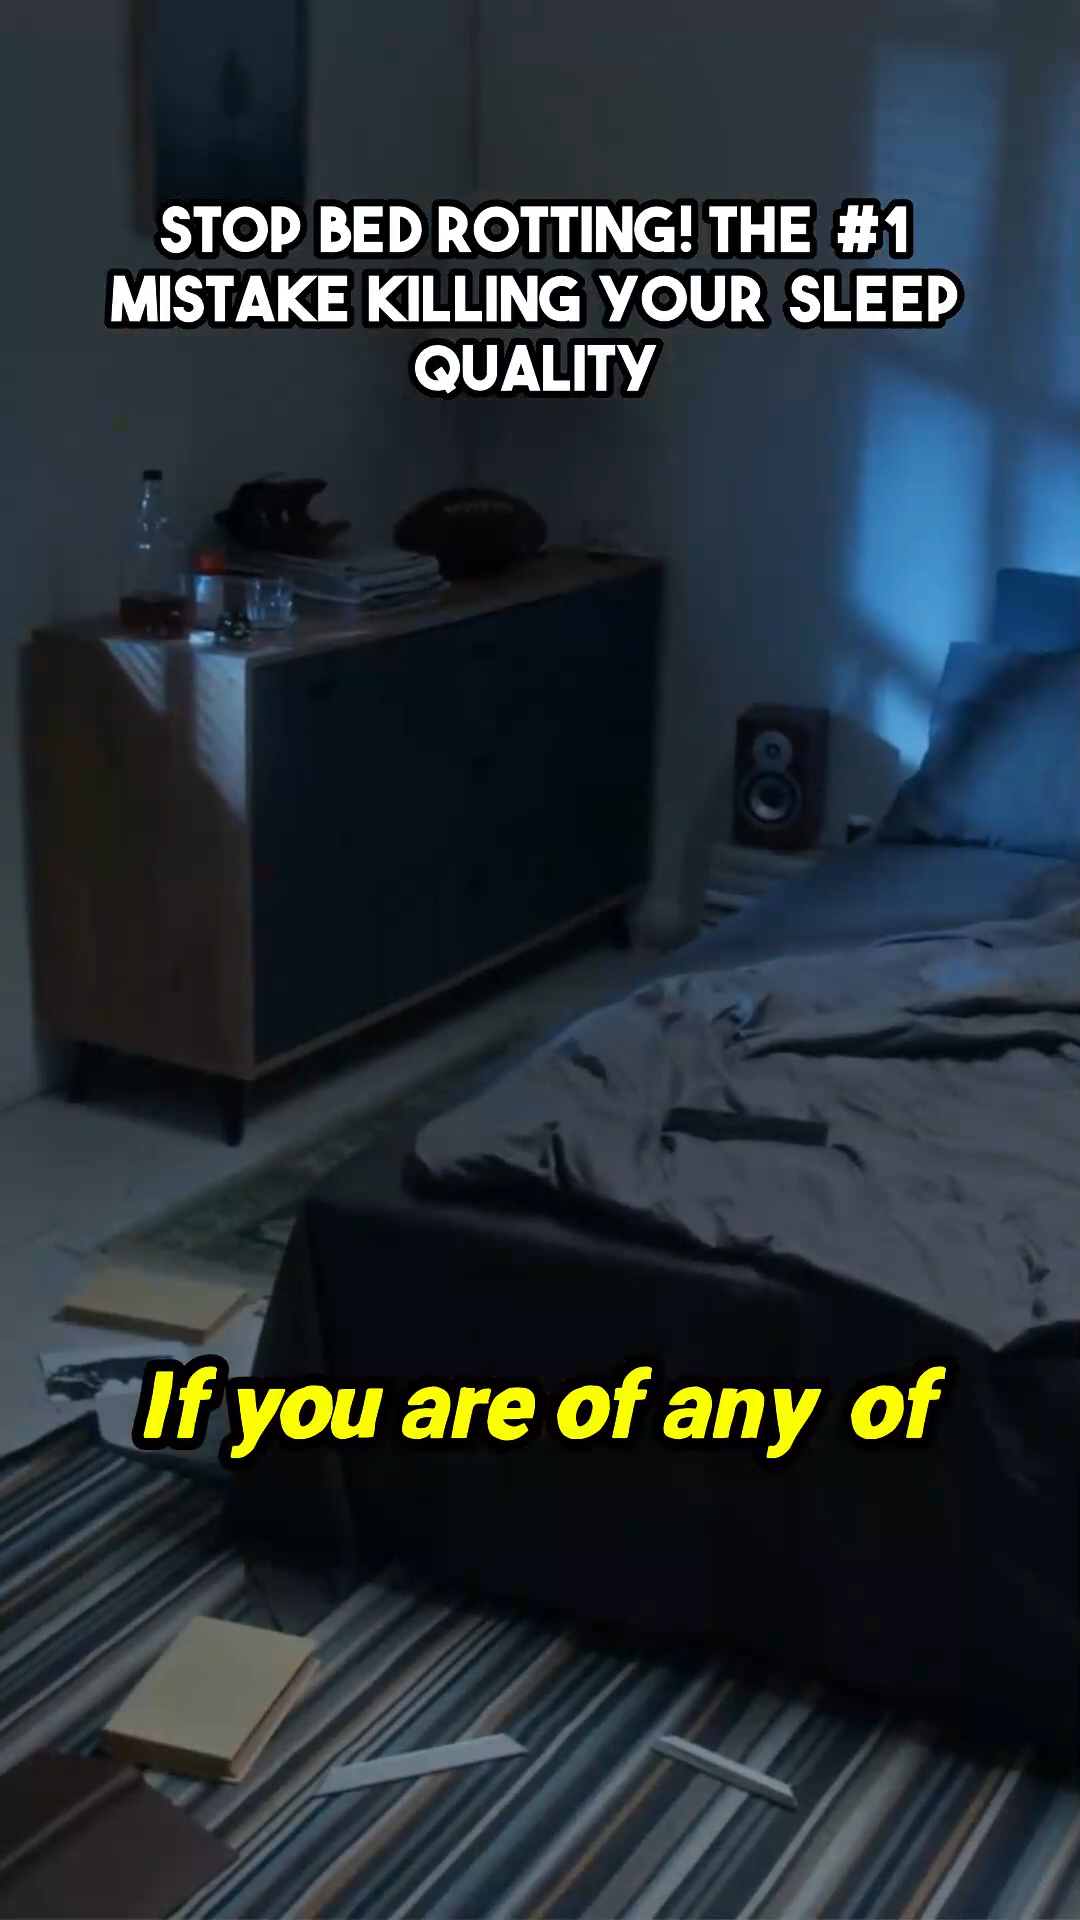 STOP BED ROTTING! THE #1
MISTAKE KILLING YOUR SLEEP
QUALITY
If you are of any of